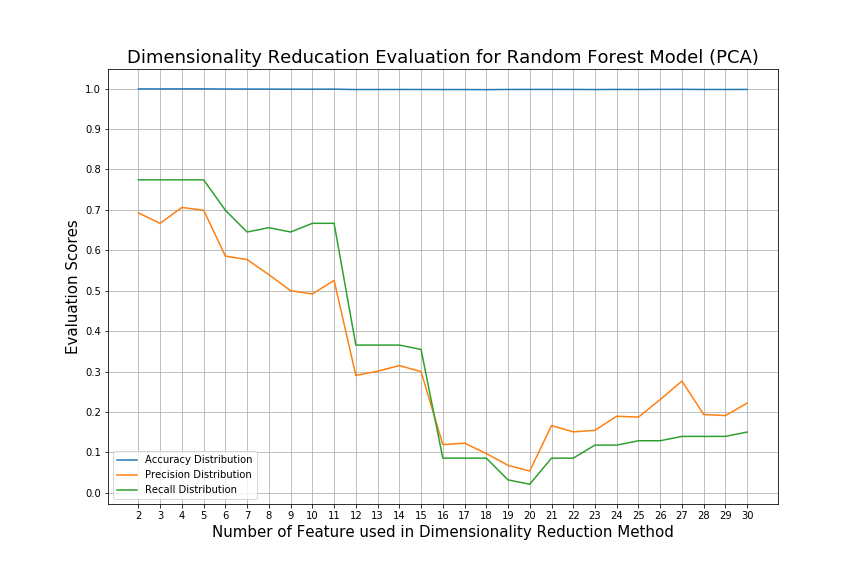 Dimensionality Reducation Evaluation for Random Forest Model (PCA)
Evaluation Scores
1.0
0.9
0.8
0.7
0.6
0.5
0.4
0.3
0.2
0.1
0.0
Accuracy Distribution
Precision Distribution
Recall Distribution
2 3 4 5 6 7 8 9 10 11 12 13 14 15 16 17 18 19 20 21 22 23 24 25 26 27 28 29 30
Number of Feature used in Dimensionality Reduction Method